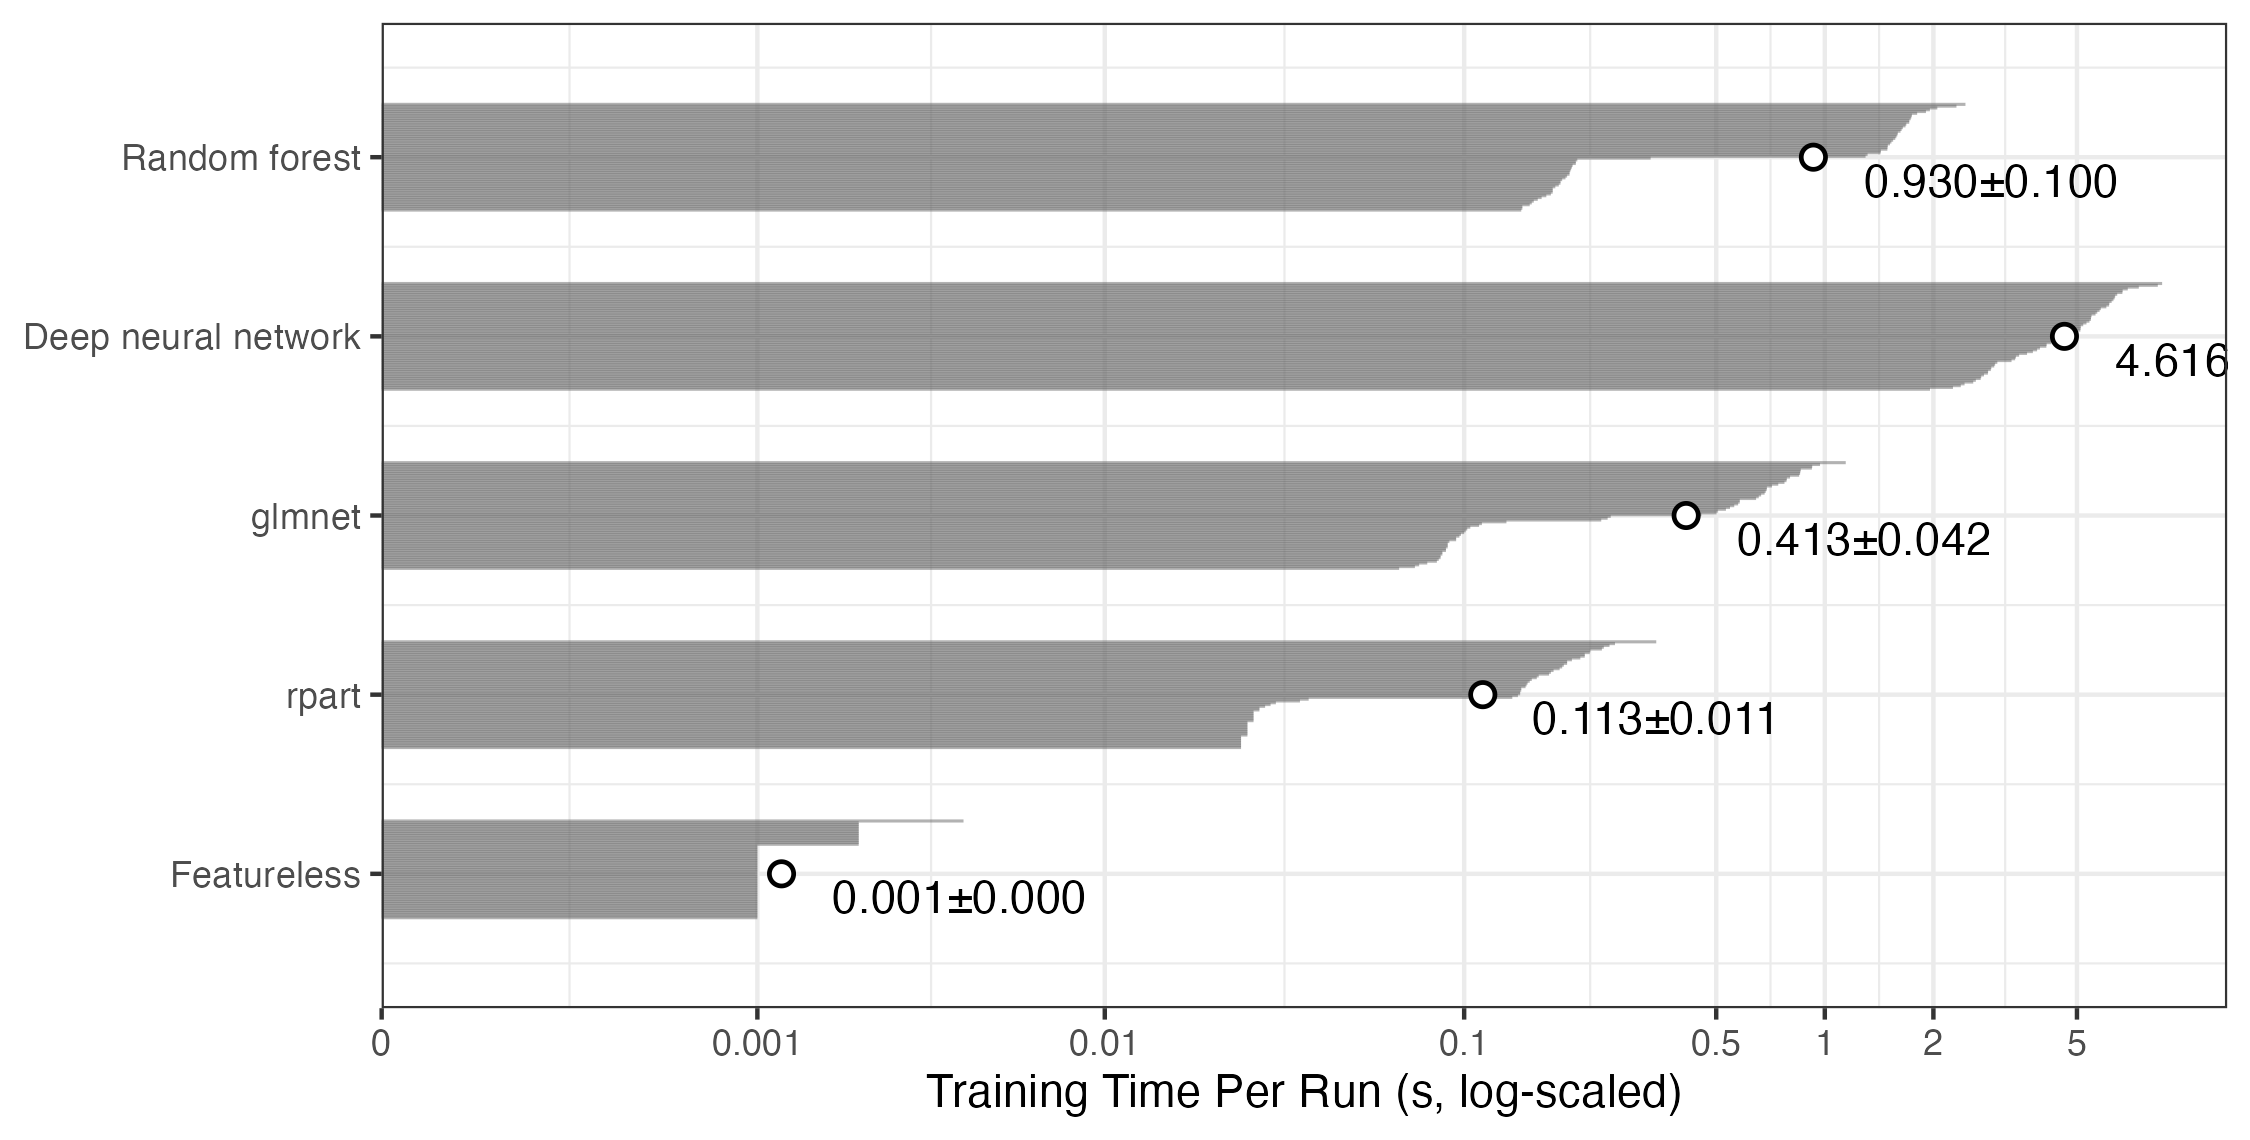 Random forest
0.930±0.100
Deep neural network
4.616
glmnet
0.413±0.042
rpart
0.113±0.011
Featureless
0.001±0.000
0 0.001 0.01 0.1 0.5 1 2 5
Training Time Per Run (s, log-scaled)